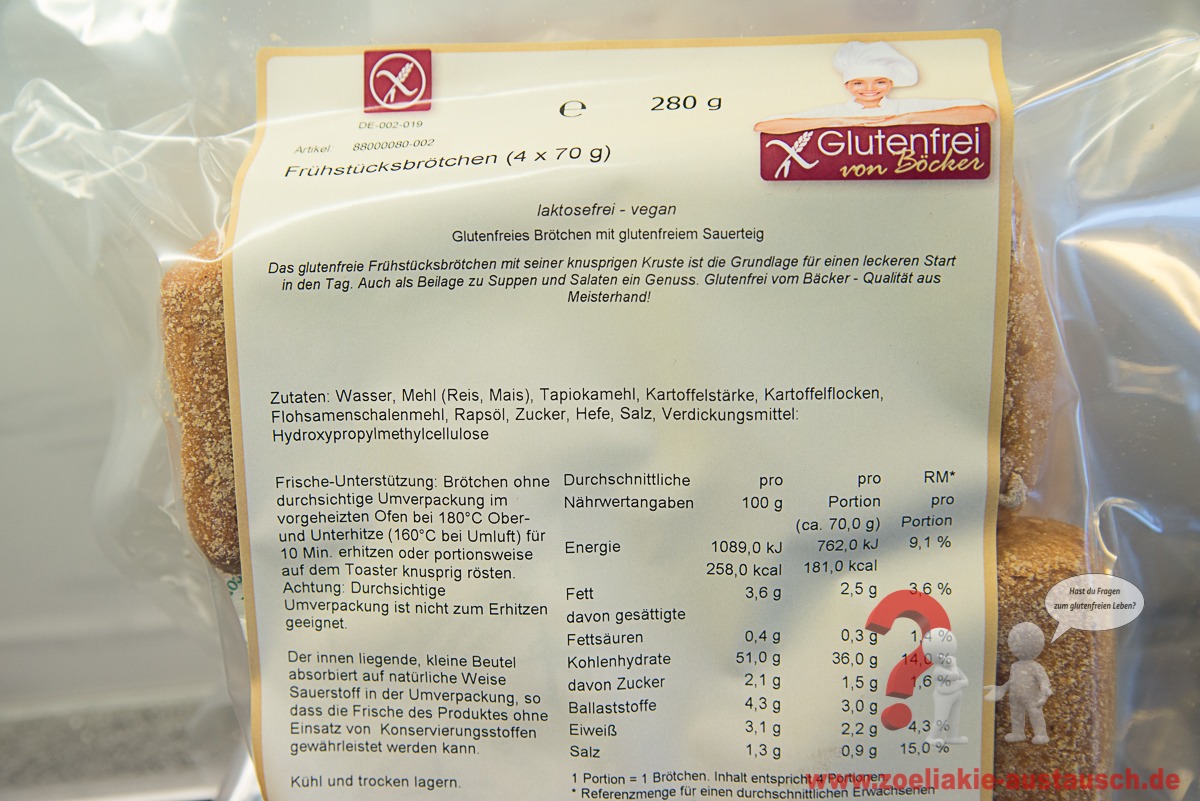 DE-002-019
Artikel: 88000080-002
e 280 g
Glutenfrei
von Böcker
Frühstücksbrötchen (4 x 70 g)
laktosefrei - vegan
Glutenfreies Brötchen mit glutenfreiem Sauerteig
Das glutenfreie Frühstücksbrötchen mit seiner knusprigen Kruste ist die Grundlage für einen leckeren Start
in den Tag. Auch als Beilage zu Suppen und Salaten ein Genuss. Glutenfrei vom Bäcker - Qualität aus
Meisterhand!
Zutaten: Wasser, Mehl (Reis, Mais), Tapiokamehl, Kartoffelstärke, Kartoffelflocken,
Flohsamenschalenmehl, Rapsöl, Zucker, Hefe, Salz, Verdickungsmittel:
Hydroxypropylmethylcellulose
Frische-Unterstützung: Brötchen ohne
durchsichtige Umverpackung im
vorgeheizten Ofen bei 180°C Ober-
und Unterhitze (160°C bei Umluft) für
10 Min. erhitzen oder portionsweise
auf dem Toaster knusprig rösten.
Achtung: Durchsichtige
Umverpackung ist nicht zum Erhitzen
geeignet.
Der innen liegende, kleine Beutel
absorbiert auf natürliche Weise
Sauerstoff in der Umverpackung, so
dass die Frische des Produktes ohne
Einsatz von Konservierungsstoffen
gewährleistet werden kann.
Kühl und trocken lagern.
Durchschnittliche pro pro RM*
Nährwertangaben 100 g Portion pro
(ca. 70,0 g) Portion
Energie 1089,0 kJ 762,0 kJ 9,1 %
258,0 kcal 181,0 kcal
Fett 3,6 g 2,5 g 3,6 %
davon gesättigte
Fettsäuren 0,4 g 0,3 g 1,4 %
Kohlenhydrate 51,0 g 36,0 g 14,0 %
davon Zucker 2,1 g 1,5 g 1,6 %
Ballaststoffe 4,3 g 3,0 g
Eiweiß 3,1 g 2,2 g 4,3 %
Salz 1,3 g 0,9 g 15,0 %
1 Portion = 1 Brötchen. Inhalt entspricht 4 Portionen
* Referenzmenge für einen durchschnittlichen Erwachsenen
Hast du Fragen
zum glutenfreien Leben?
?
www.zoeliakie-austausch.de